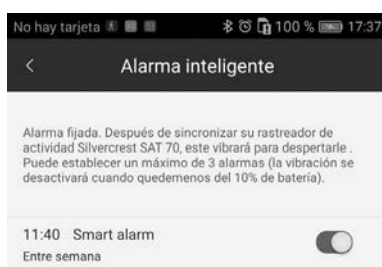 No hay tarjeta 100 % 17:37
Alarma inteligente
Alarma fijada. Después de sincronizar su rastreador de
actividad Silvercrest SAT 70, este vibrará para despertarle .
Puede establecer un máximo de 3 alarmas (la vibración se
desactivará cuando quedemenos del 10% de batería).
11:40 Smart alarm
Entre semana